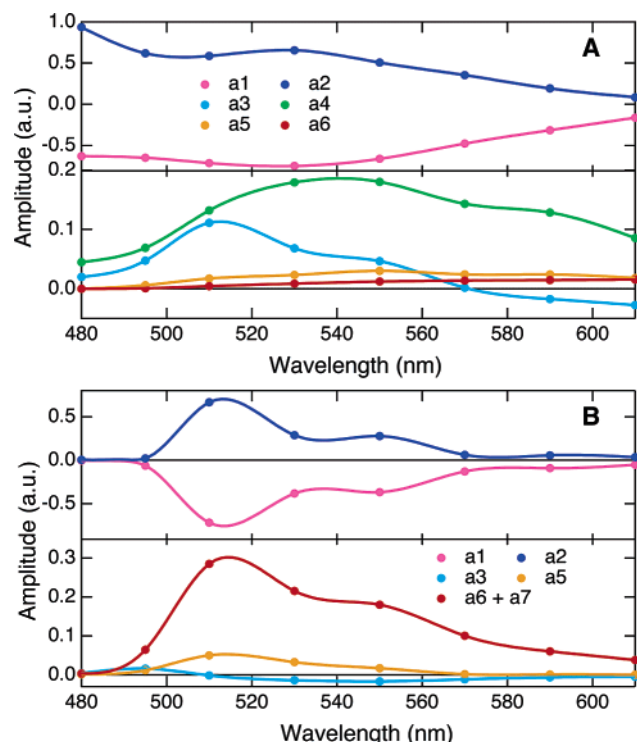 A
1.0
0.5
0.0
-0.5
0.2
0.1
0.0
Amplitude (a.u.)
a1 a2
a3 a4
a5 a6
480 500 520 540 560 580 600
Wavelength (nm)
B
0.5
0.0
-0.5
0.3
0.2
0.1
0.0
Amplitude (a.u.)
a1 a2
a3 a5
a6 + a7
480 500 520 540 560 580 600
Wavelength (nm)